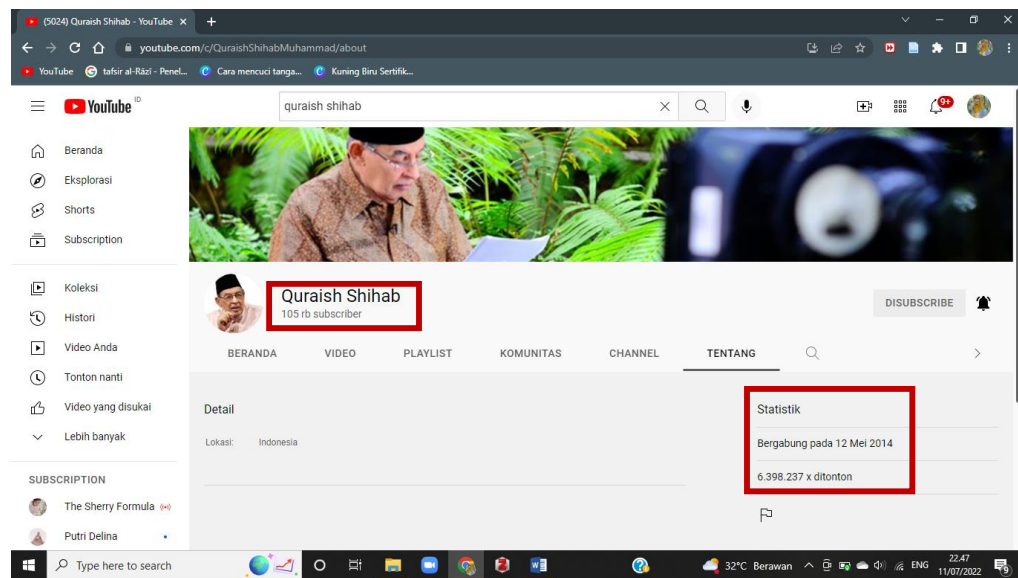 (5024) Quraish Shihab - YouTube
youtube.com/c/QuraishShihabMuhammad/about
YouTube
tafsir al-Rāzī - Penel...
Cara mencuci tanga...
Kuning Biru Sertifik...
YouTube ID
quraish shihab
9+
Beranda
Eksplorasi
Shorts
Subscription
Koleksi
Histori
Video Anda
Tonton nanti
Video yang disukai
Lebih banyak
SUBSCRIPTION
The Sherry Formula
Putri Delina
Quraish Shihab
105 rb subscriber
DISUBSCRIBE
BERANDA VIDEO PLAYLIST KOMUNITAS CHANNEL TENTANG
Detail
Lokasi: Indonesia
Statistik
Bergabung pada 12 Mei 2014
6.398.237 x ditonton
Type here to search
32°C Berawan
ENG
22.47
11/07/2022
9